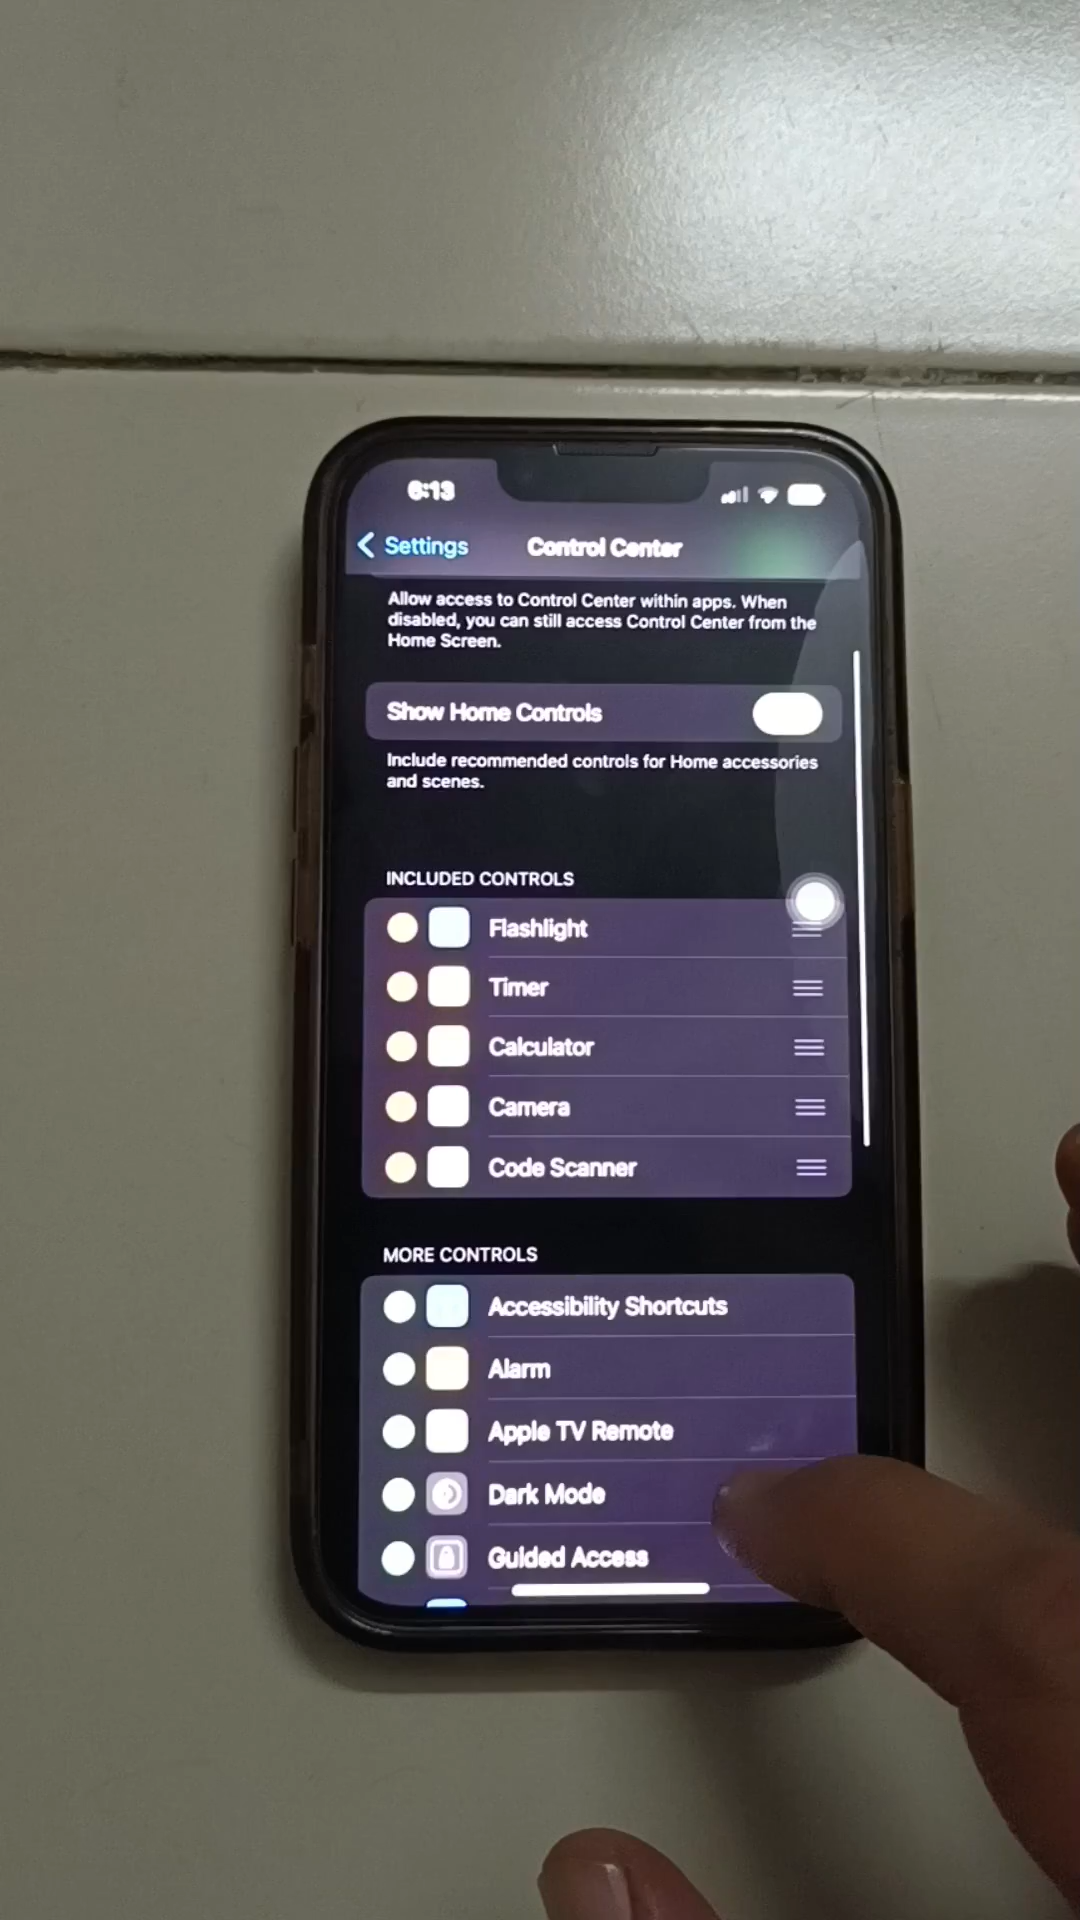 6:13
Settings
Control Center
Allow access to Control Center within apps. When
disabled, you can still access Control Center from the
Home Screen.
Show Home Controls
Include recommended controls for Home accessories
and scenes.
INCLUDED CONTROLS
Flashlight
Timer
Calculator
Camera
Code Scanner
MORE CONTROLS
Accessibility Shortcuts
Alarm
Apple TV Remote
Dark Mode
Guided Access